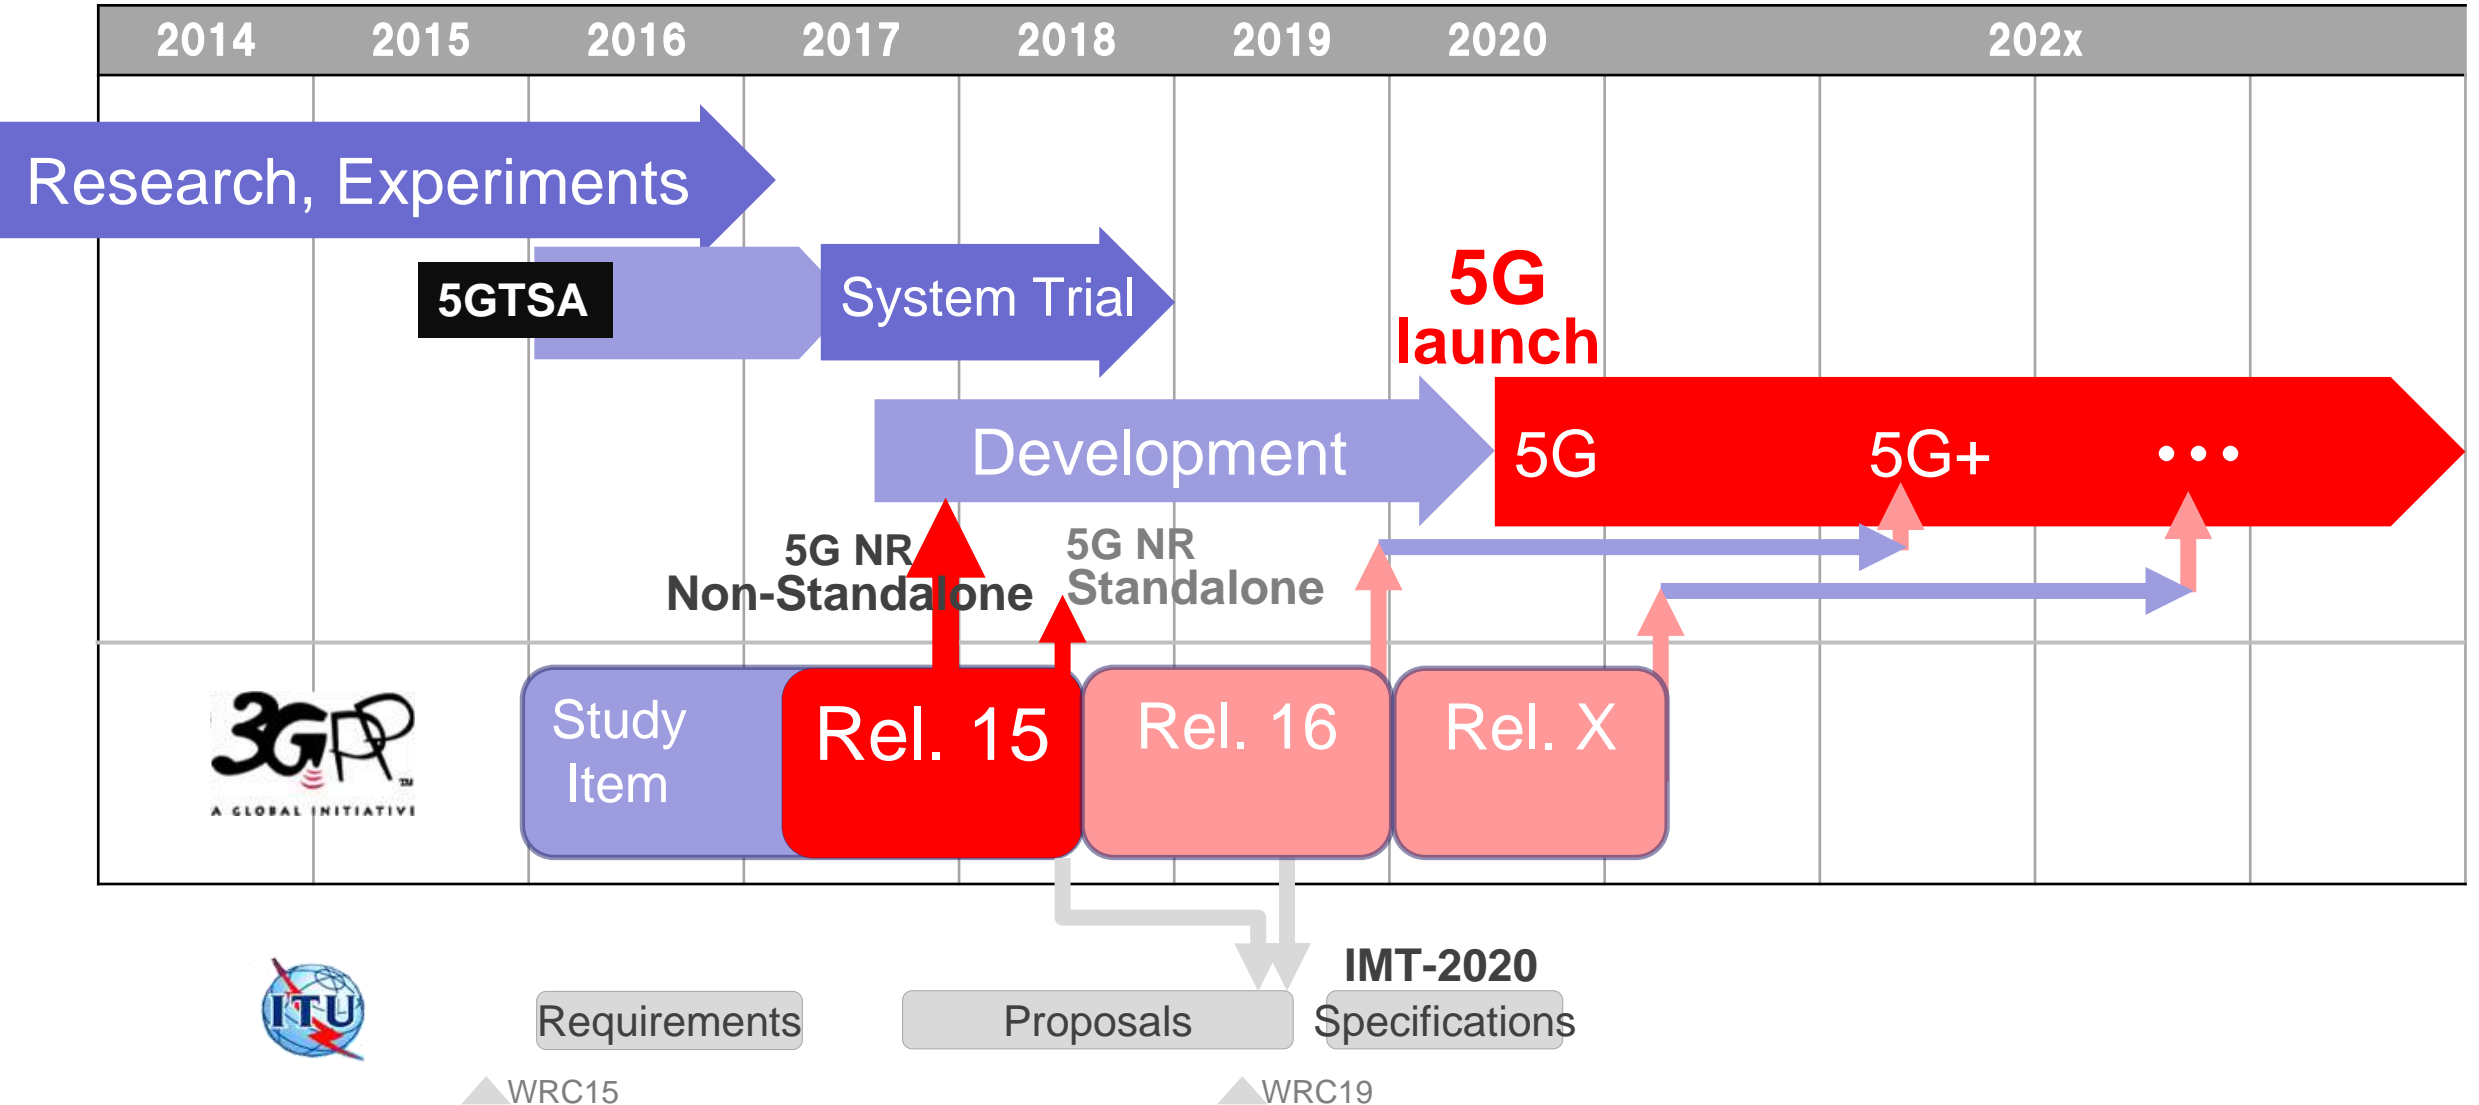 2014 2015 2016 2017 2018 2019 2020 202x
Research, Experiments
5GTSA
System Trial
5G
launch
Development
5G 5G+ •••
5G NR
Non-Standalone
5G NR
Standalone
3GPP™
A GLOBAL INITIATIVE
Study
Item
Rel. 15
Rel. 16
Rel. X
ITU
IMT-2020
Requirements
Proposals
Specifications
WRC15
WRC19